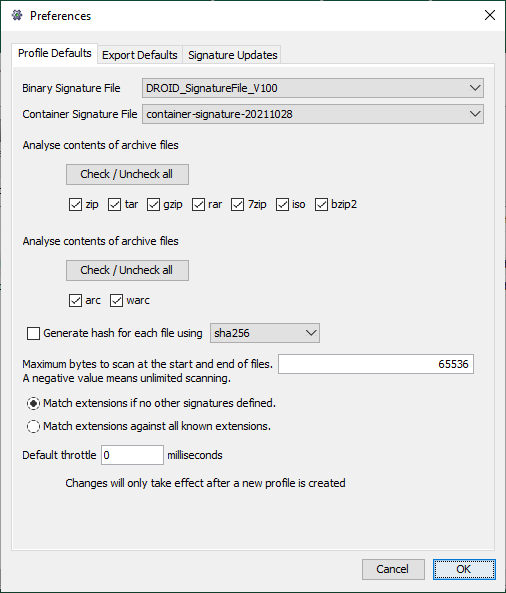 Preferences
Profile Defaults Export Defaults Signature Updates
Binary Signature File DROID_SignatureFile_V100
Container Signature File container-signature-20211028
Analyse contents of archive files
Check / Uncheck all
zip tar gzip rar 7zip iso bzip2
Analyse contents of archive files
Check / Uncheck all
arc warc
Generate hash for each file using sha256
Maximum bytes to scan at the start and end of files. 65536
A negative value means unlimited scanning.
Match extensions if no other signatures defined.
Match extensions against all known extensions.
Default throttle 0 milliseconds
Changes will only take effect after a new profile is created
Cancel OK